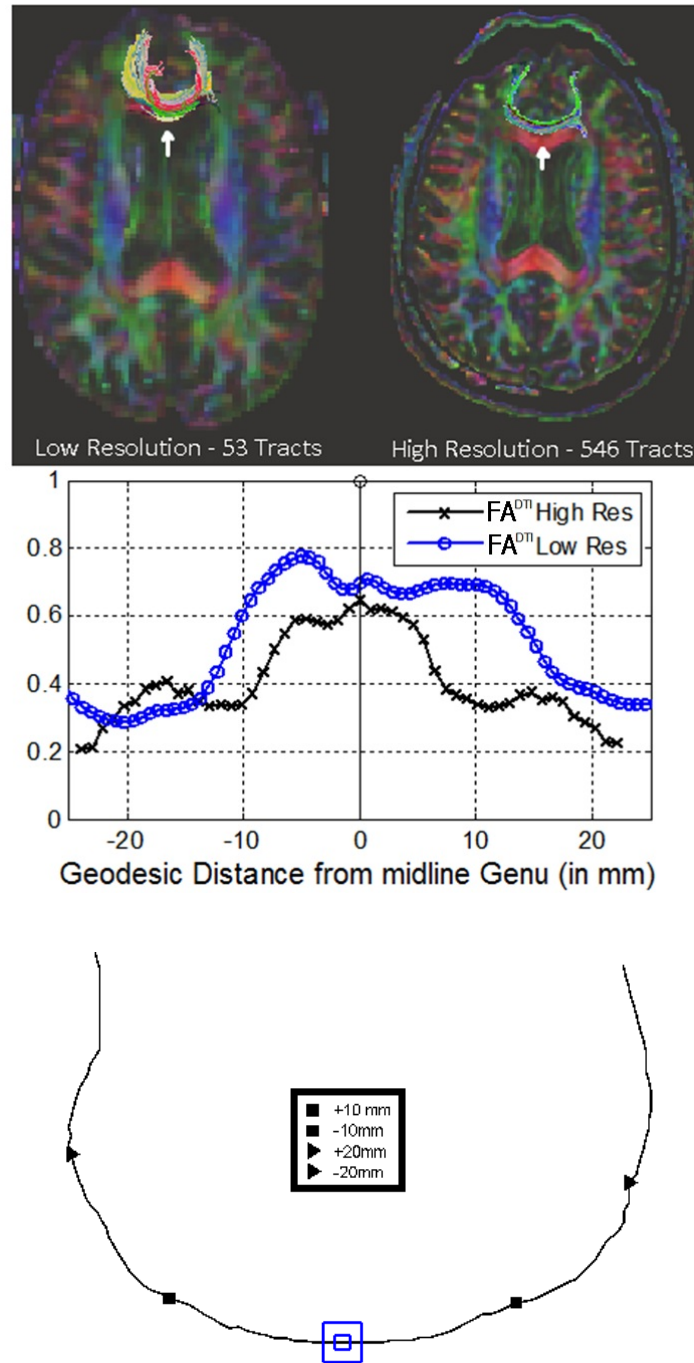 Low Resolution - 53 Tracts
High Resolution - 546 Tracts
1
0.8
0.6
0.4
0.2
0
FA^DTI High Res
FA^DTI Low Res
-20 -10 0 10 20
Geodesic Distance from midline Genu (in mm)
+10 mm
-10mm
+20mm
-20mm